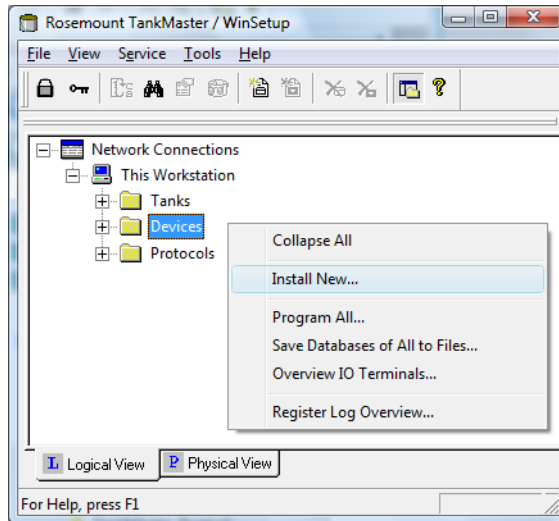 Rosemount TankMaster / WinSetup
File View Service Tools Help
Network Connections
This Workstation
Tanks
Devices
Protocols
Collapse All
Install New...
Program All...
Save Databases of All to Files...
Overview IO Terminals...
Register Log Overview...
L Logical View P Physical View
For Help, press F1